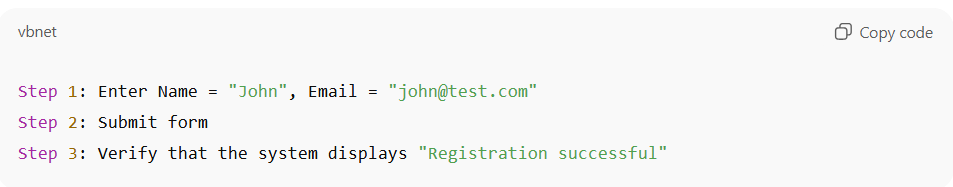 vbnet
Copy code
Step 1: Enter Name = "John", Email = "john@test.com"
Step 2: Submit form
Step 3: Verify that the system displays "Registration successful"